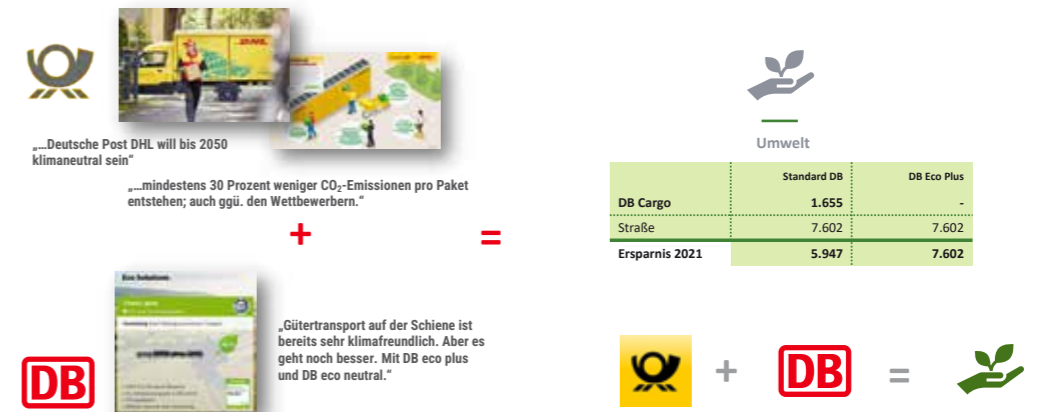 „...Deutsche Post DHL will bis 2050
klimaneutral sein“
„...mindestens 30 Prozent weniger CO₂-Emissionen pro Paket
entstehen; auch ggü. den Wettbewerbern.“
+ =
Eco Solutions
„Gütertransport auf der Schiene ist
bereits sehr klimafreundlich. Aber es
geht noch besser. Mit DB eco plus
und DB eco neutral.“
DB
Umwelt
Standard DB DB Eco Plus
DB Cargo 1.655 -
Straße 7.602 7.602
Ersparnis 2021 5.947 7.602
+ DB =